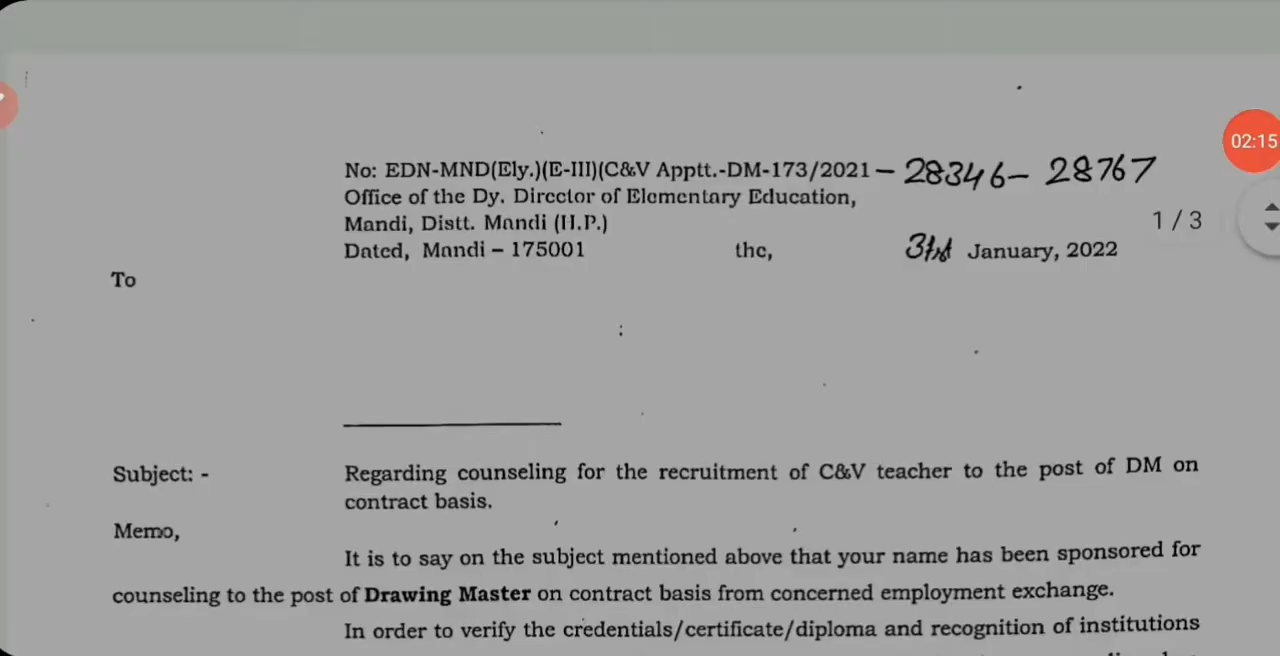 No: EDN-MND(Ely.)(E-III)(C&V Apptt.-DM-173/2021 – 28346 – 28767
02:15
Office of the Dy. Director of Elementary Education,
Mandi, Distt. Mandi (H.P.)
1 / 3
Dated, Mandi – 175001 the, 31st January, 2022
To
Subject: - Regarding counseling for the recruitment of C&V teacher to the post of DM on
contract basis.
Memo,
It is to say on the subject mentioned above that your name has been sponsored for
counseling to the post of Drawing Master on contract basis from concerned employment exchange.
In order to verify the credentials/certificate/diploma and recognition of institutions